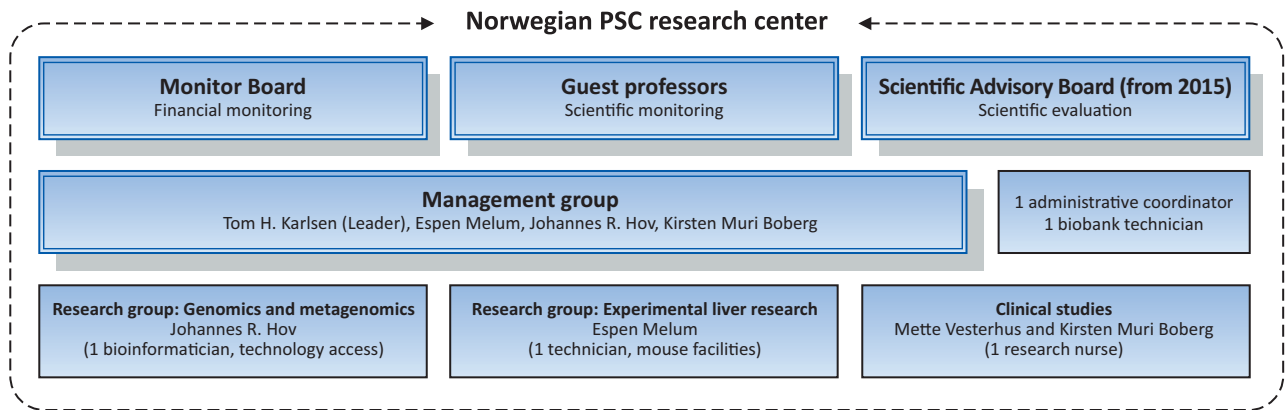 Norwegian PSC research center
Monitor Board
Financial monitoring
Guest professors
Scientific monitoring
Scientific Advisory Board (from 2015)
Scientific evaluation
Management group
Tom H. Karlsen (Leader), Espen Melum, Johannes R. Hov, Kirsten Muri Boberg
1 administrative coordinator
1 biobank technician
Research group: Genomics and metagenomics
Johannes R. Hov
(1 bioinformatician, technology access)
Research group: Experimental liver research
Espen Melum
(1 technician, mouse facilities)
Clinical studies
Mette Vesterhus and Kirsten Muri Boberg
(1 research nurse)